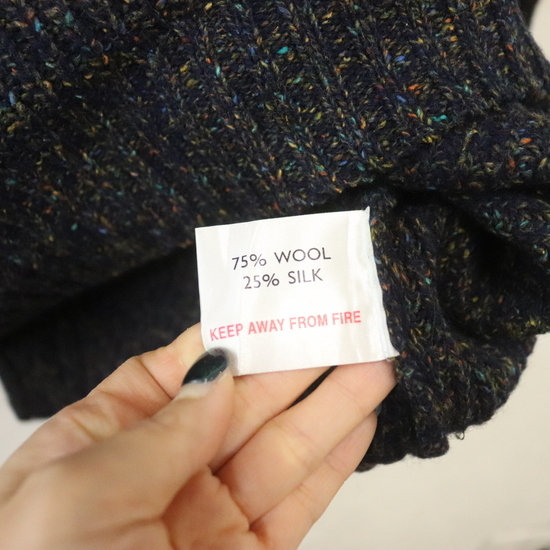 75% WOOL
25% SILK
KEEP AWAY FROM FIRE